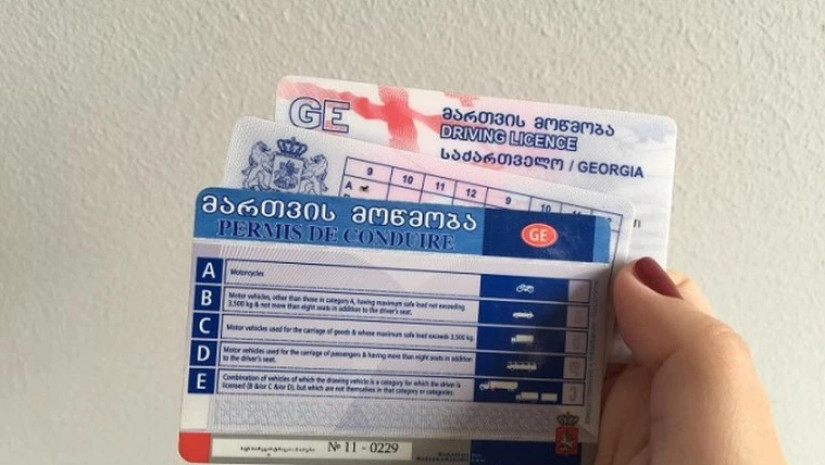 GE
მართვის მოწმობა
DRIVING LICENCE
საქართველო / GEORGIA
9 10 11 12 9 10
A
მართვის მოწმობა
PERMIS DE CONDUIRE
GE
A Motorcycles
B Motor vehicles, other than those in category A, having maximum safe load not exceeding
3,500 kg & not more than eight seats in addition to driver's seat.
C Motor vehicles used for the carriage of goods & whose maximum safe load exceeds 3,500 kg.
D Motor vehicles used for the carriage of passengers & having more than eight seats in addition
to the driver's seat.
E Combination of vehicles of which the drawing vehicle is a category for which the driver is
licensed (B &/or C &/or D), but which are not themselves in that category or categories.
№ 11 - 0229